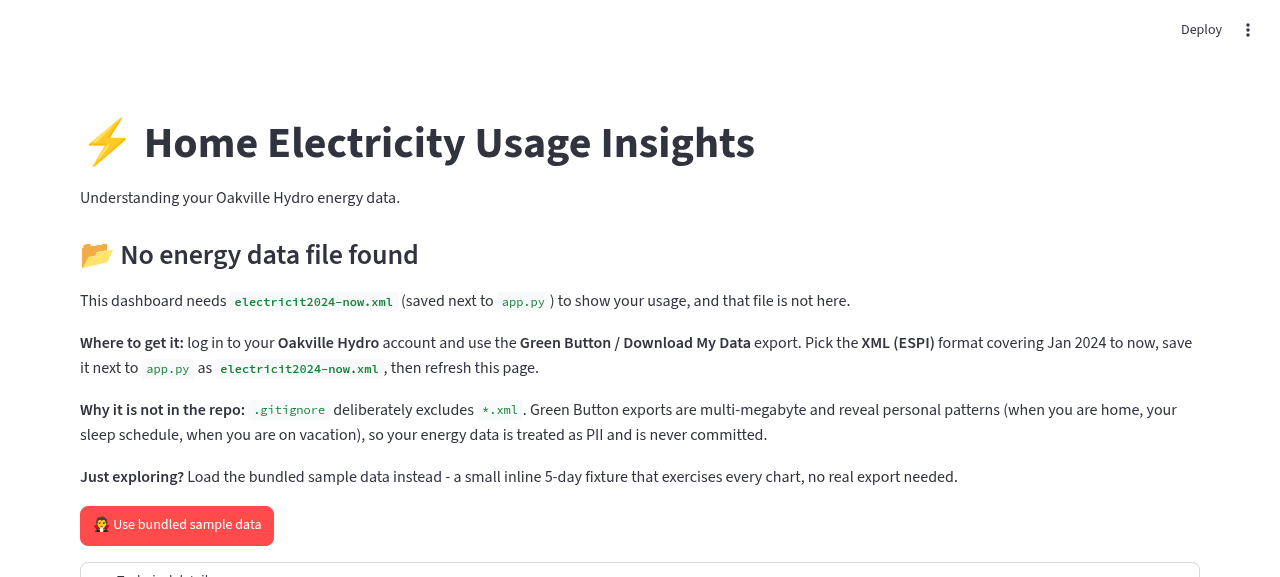 Deploy
Home Electricity Usage Insights
Understanding your Oakville Hydro energy data.
No energy data file found
This dashboard needs electricit2024-now.xml (saved next to app.py) to show your usage, and that file is not here.
Where to get it: log in to your Oakville Hydro account and use the Green Button / Download My Data export. Pick the XML (ESPI) format covering Jan 2024 to now, save
it next to app.py as electricit2024-now.xml, then refresh this page.
Why it is not in the repo: .gitignore deliberately excludes *.xml. Green Button exports are multi-megabyte and reveal personal patterns (when you are home, your
sleep schedule, when you are on vacation), so your energy data is treated as PII and is never committed.
Just exploring? Load the bundled sample data instead - a small inline 5-day fixture that exercises every chart, no real export needed.
Use bundled sample data